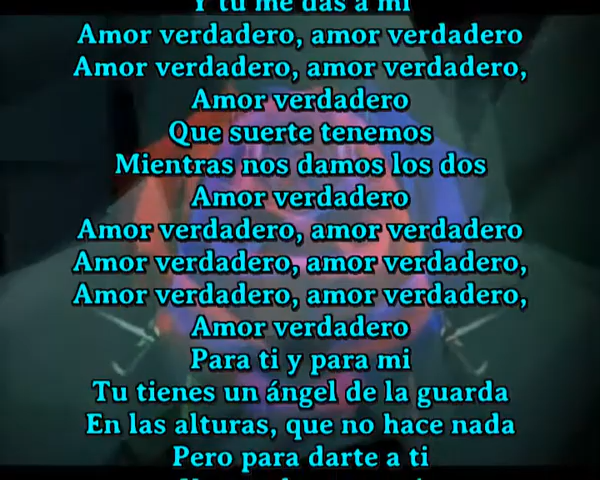 Y tu me das a mi
Amor verdadero, amor verdadero
Amor verdadero, amor verdadero,
Amor verdadero
Que suerte tenemos
Mientras nos damos los dos
Amor verdadero
Amor verdadero, amor verdadero
Amor verdadero, amor verdadero,
Amor verdadero, amor verdadero,
Amor verdadero
Para ti y para mi
Tu tienes un ángel de la guarda
En las alturas, que no hace nada
Pero para darte a ti